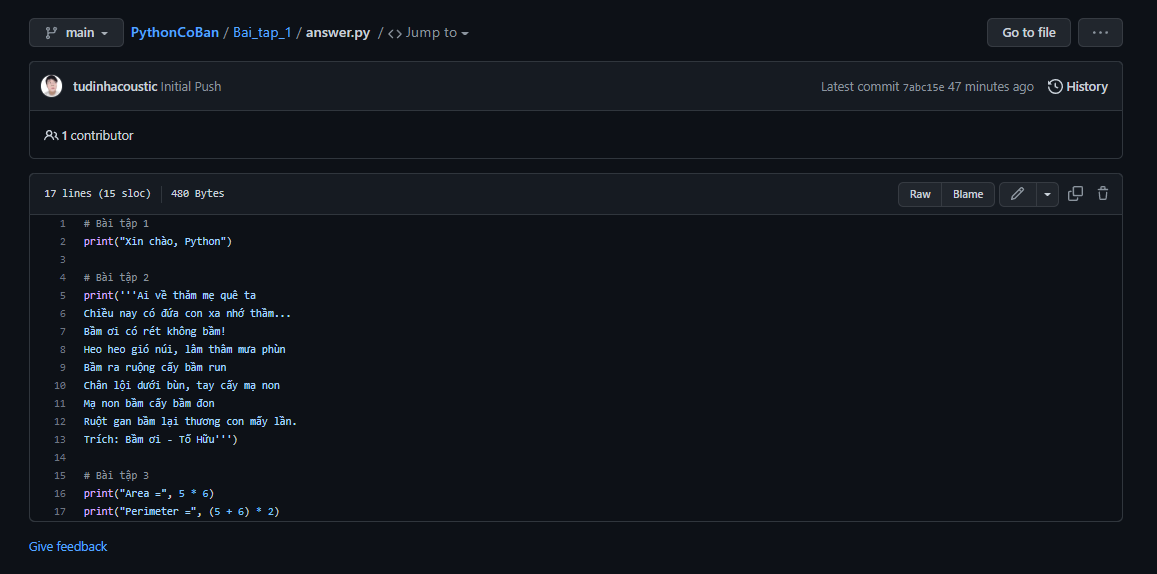 main
PythonCoBan / Bai_tap_1 / answer.py / <> Jump to
Go to file
...
tudinhacoustic Initial Push
Latest commit 7abc15e 47 minutes ago
History
1 contributor
17 lines (15 sloc)
480 Bytes
Raw
Blame
1 # Bài tập 1
2 print("Xin chào, Python")
3
4 # Bài tập 2
5 print('''Ai về thăm mẹ quê ta
6 Chiều nay có đứa con xa nhớ thầm...
7 Bầm ơi có rét không bầm!
8 Heo heo gió núi, lâm thâm mưa phùn
9 Bầm ra ruộng cấy bầm run
10 Chân lội dưới bùn, tay cấy mạ non
11 Mạ non bầm cấy bầm đon
12 Ruột gan bầm lại thương con mấy lần.
13 Trích: Bầm ơi - Tố Hữu''')
14
15 # Bài tập 3
16 print("Area =", 5 * 6)
17 print("Perimeter =", (5 + 6) * 2)
Give feedback